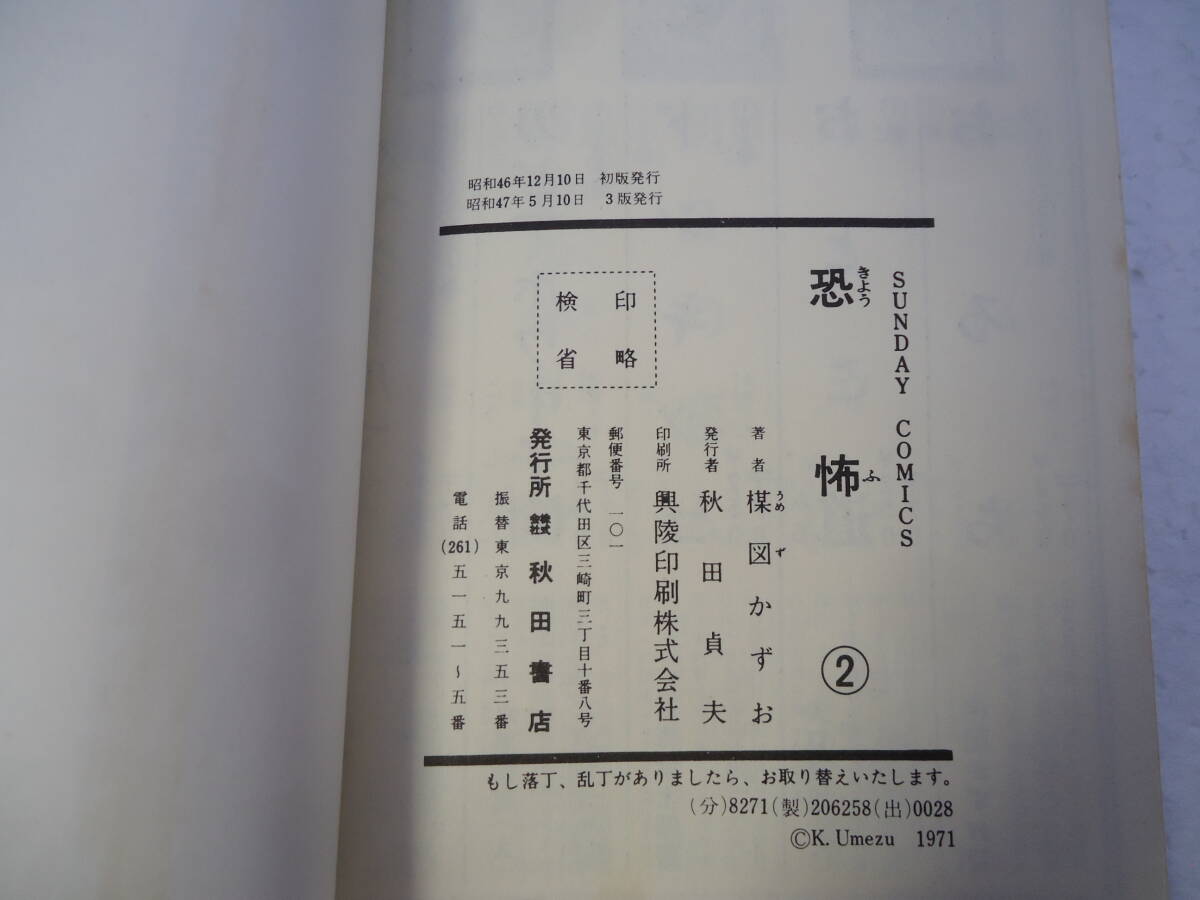 昭和46年12月10日 初版発行
昭和47年5月10日 3版発行
SUNDAY COMICS
恐怖 ②
きよう ふ
著者 楳図かずお
うめ ず
発行者 秋田貞夫
印刷所 興陵印刷株式会社
郵便番号 一〇一
東京都千代田区三崎町三丁目十番八号
発行所 株式会社 秋田書店
振替東京九九三五三番
電話(261)五一五一~五番
検印
省略
もし落丁、乱丁がありましたら、お取り替えいたします。
(分)8271(製)206258(出)0028
©K. Umezu 1971